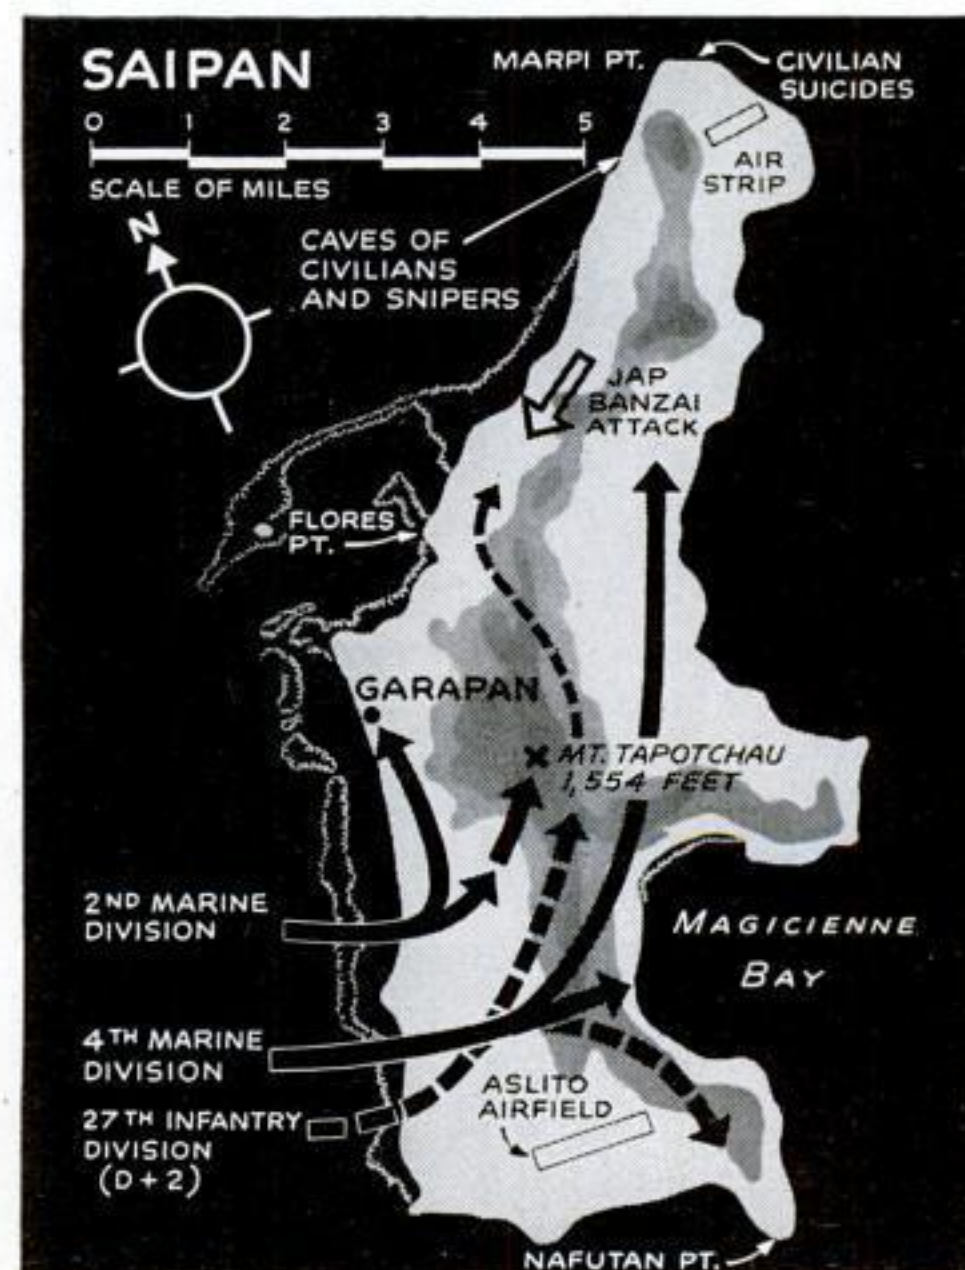 SAIPAN
MARPI PT.
CIVILIAN
SUICIDES
0 1 2 3 4 5
SCALE OF MILES
AIR
STRIP
N
CAVES OF
CIVILIANS
AND SNIPERS
JAP
BANZAI
ATTACK
FLORES
PT.
GARAPAN
MT. TAPOTCHAU
1,554 FEET
2ND MARINE
DIVISION
MAGICIENNE
BAY
4TH MARINE
DIVISION
ASLITO
AIRFIELD
27TH INFANTRY
DIVISION
(D+2)
NAFUTAN PT.